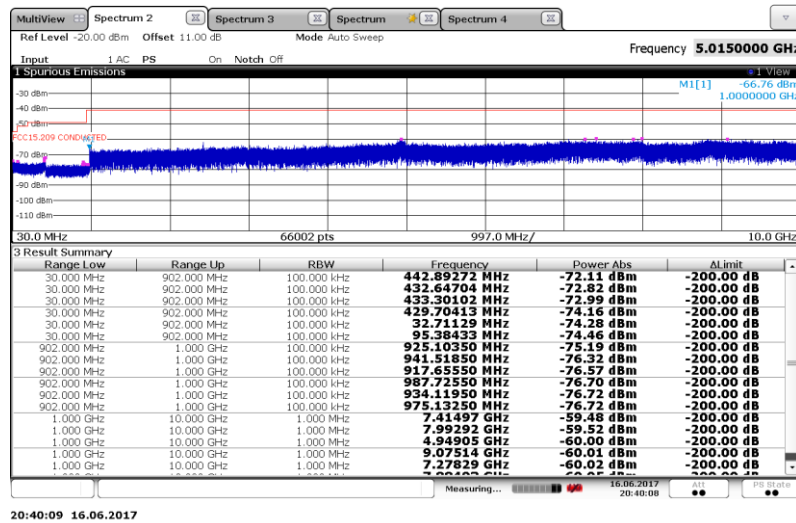 MultiView Spectrum 2 Spectrum 3 Spectrum Spectrum 4
Ref Level -20.00 dBm Offset 11.00 dB Mode Auto Sweep
Frequency 5.0150000 GHz
Input 1 AC PS On Notch Off
1 Spurious Emissions 1 View
M1[1] -66.76 dBm
1.0000000 GHz
-30 dBm
-40 dBm
-50 dBm
FCC15.209 CONDUCTED
-70 dBm
-90 dBm
-100 dBm
-110 dBm
30.0 MHz 66002 pts 997.0 MHz/ 10.0 GHz
3 Result Summary
Range Low Range Up RBW Frequency Power Abs ΔLimit
30.000 MHz 902.000 MHz 100.000 kHz 442.89272 MHz -72.11 dBm -200.00 dB
30.000 MHz 902.000 MHz 100.000 kHz 432.64704 MHz -72.82 dBm -200.00 dB
30.000 MHz 902.000 MHz 100.000 kHz 433.30102 MHz -72.99 dBm -200.00 dB
30.000 MHz 902.000 MHz 100.000 kHz 429.70413 MHz -74.16 dBm -200.00 dB
30.000 MHz 902.000 MHz 100.000 kHz 32.71129 MHz -74.28 dBm -200.00 dB
30.000 MHz 902.000 MHz 100.000 kHz 95.38433 MHz -74.46 dBm -200.00 dB
902.000 MHz 1.000 GHz 100.000 kHz 925.10350 MHz -75.19 dBm -200.00 dB
902.000 MHz 1.000 GHz 100.000 kHz 941.51850 MHz -76.32 dBm -200.00 dB
902.000 MHz 1.000 GHz 100.000 kHz 917.65550 MHz -76.57 dBm -200.00 dB
902.000 MHz 1.000 GHz 100.000 kHz 987.72550 MHz -76.70 dBm -200.00 dB
902.000 MHz 1.000 GHz 100.000 kHz 934.11950 MHz -76.72 dBm -200.00 dB
902.000 MHz 1.000 GHz 100.000 kHz 975.13250 MHz -76.72 dBm -200.00 dB
1.000 GHz 10.000 GHz 1.000 MHz 7.41497 GHz -59.48 dBm -200.00 dB
1.000 GHz 10.000 GHz 1.000 MHz 7.99292 GHz -59.52 dBm -200.00 dB
1.000 GHz 10.000 GHz 1.000 MHz 4.94905 GHz -60.00 dBm -200.00 dB
1.000 GHz 10.000 GHz 1.000 MHz 9.07514 GHz -60.01 dBm -200.00 dB
1.000 GHz 10.000 GHz 1.000 MHz 7.27829 GHz -60.02 dBm -200.00 dB
Measuring... 16.06.2017 Att PS State
20:40:08
20:40:09 16.06.2017